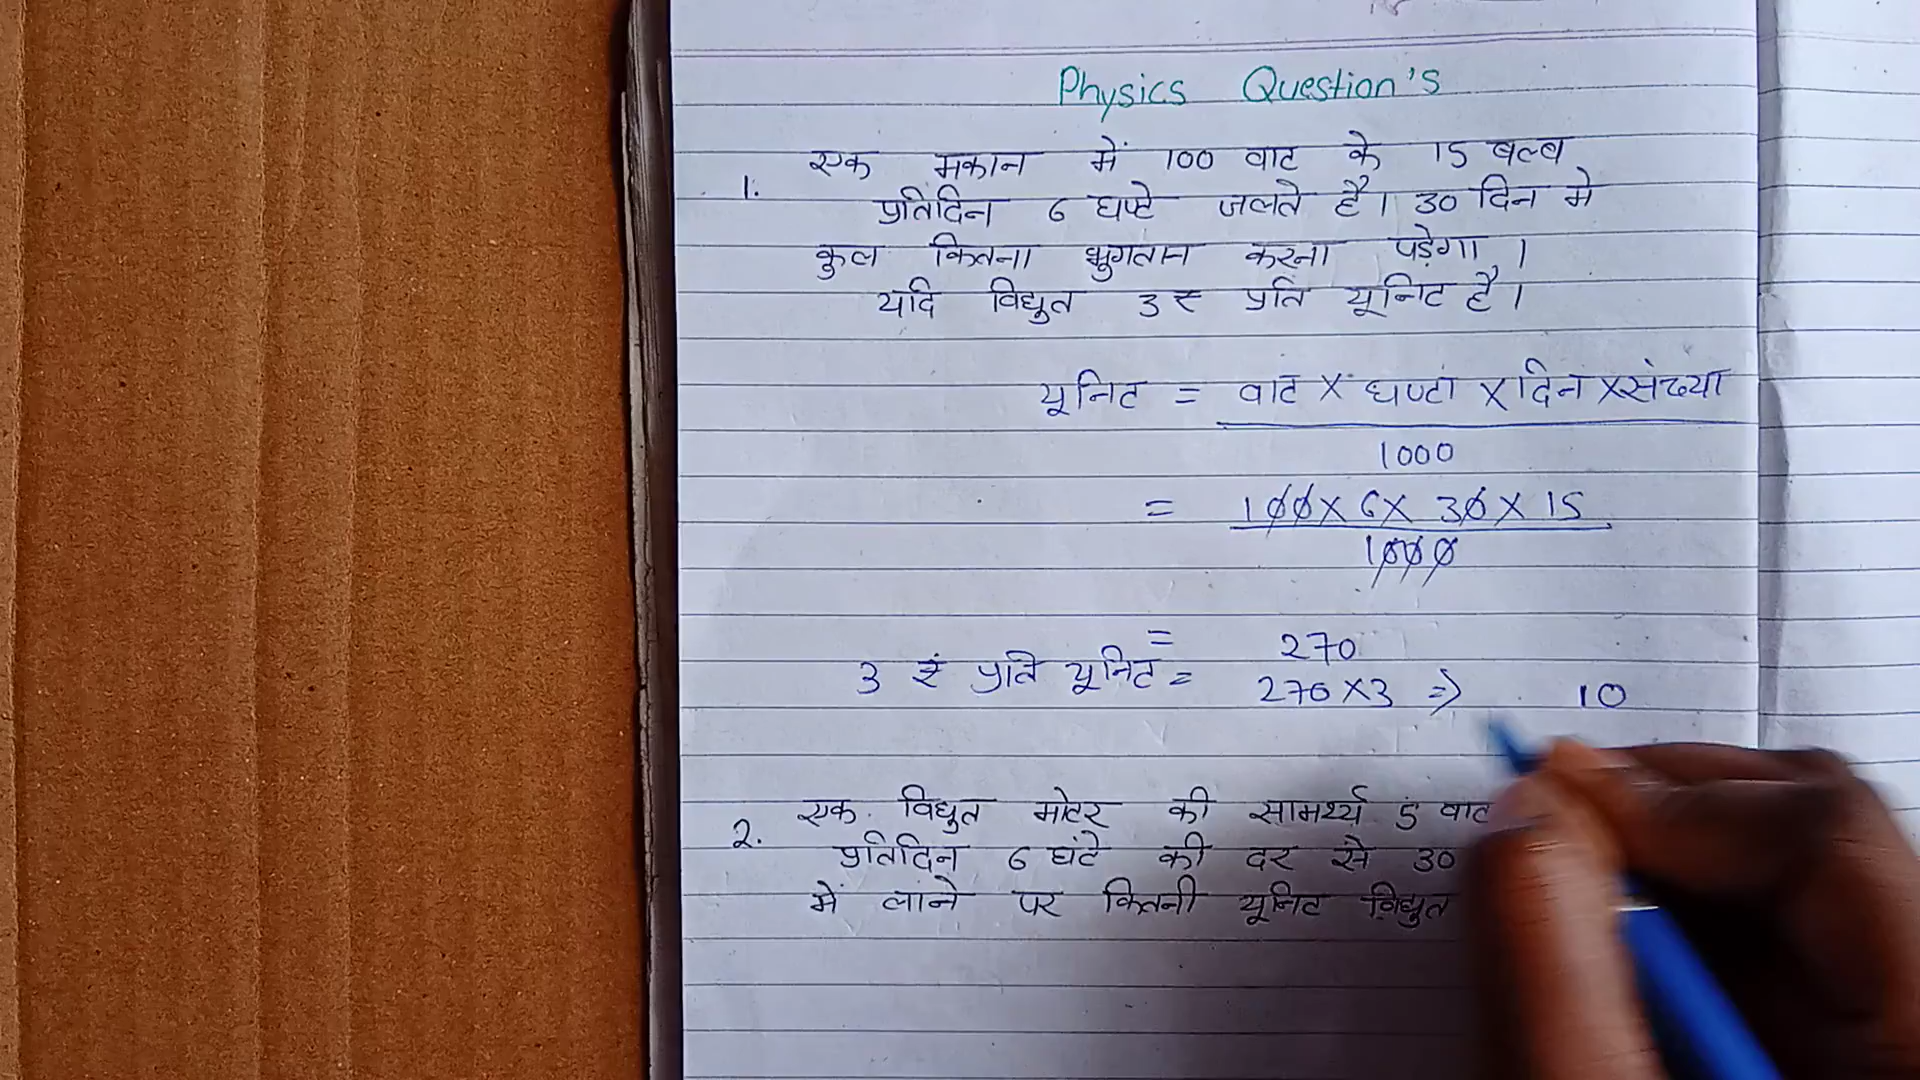 Physics Question's
1. एक मकान में 100 वाट के 15 बल्ब
प्रतिदिन 6 घण्टे जलते है। 30 दिन मे
कुल कितना भुगतान करना पड़ेगा ।
यदि विधुत 3 ₹ प्रति यूनिट है।
यूनिट = वाट × घण्टा × दिन × संख्या
1000
= 100 × 6 × 30 × 15
1000
= 270
3 ₹ प्रति यूनिट = 270 × 3 ⇒ 10
2. एक विधुत मोटर की सामर्थ्य 5 वाट
प्रतिदिन 6 घंटे की दर से 30
में लाने पर कितनी यूनिट विधुत